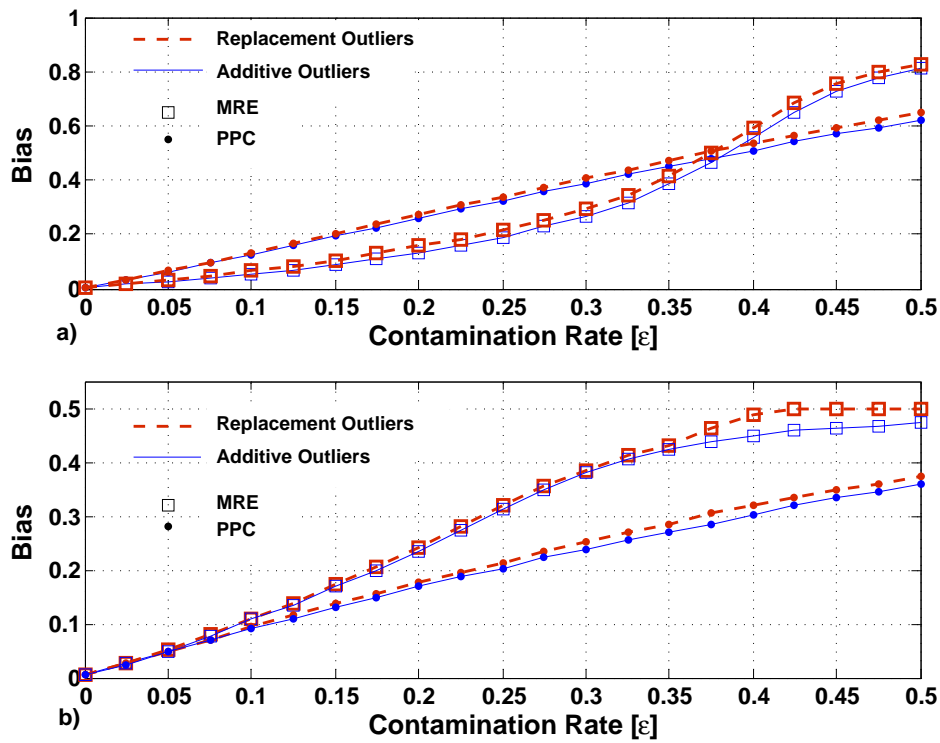 1
0.8
0.6
0.4
0.2
0
Bias
Replacement Outliers
Additive Outliers
MRE
PPC
0 0.05 0.1 0.15 0.2 0.25 0.3 0.35 0.4 0.45 0.5
a) Contamination Rate [ε]
0.5
0.4
0.3
0.2
0.1
0
Bias
Replacement Outliers
Additive Outliers
MRE
PPC
0 0.05 0.1 0.15 0.2 0.25 0.3 0.35 0.4 0.45 0.5
b) Contamination Rate [ε]